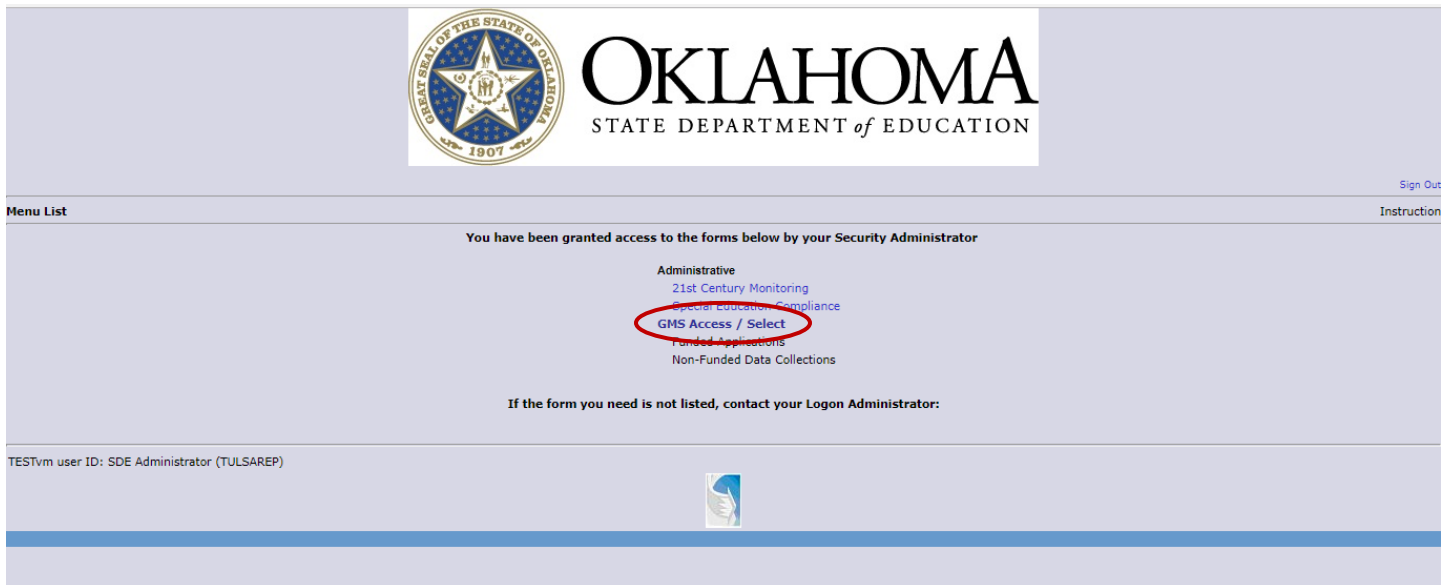 GREAT SEAL OF THE STATE OF OKLAHOMA
1907
OKLAHOMA
STATE DEPARTMENT of EDUCATION
Sign Out
Menu List
Instruction
You have been granted access to the forms below by your Security Administrator
Administrative
21st Century Monitoring
Special Education Compliance
GMS Access / Select
Funded Applications
Non-Funded Data Collections
If the form you need is not listed, contact your Logon Administrator:
TESTvm user ID: SDE Administrator (TULSAREP)